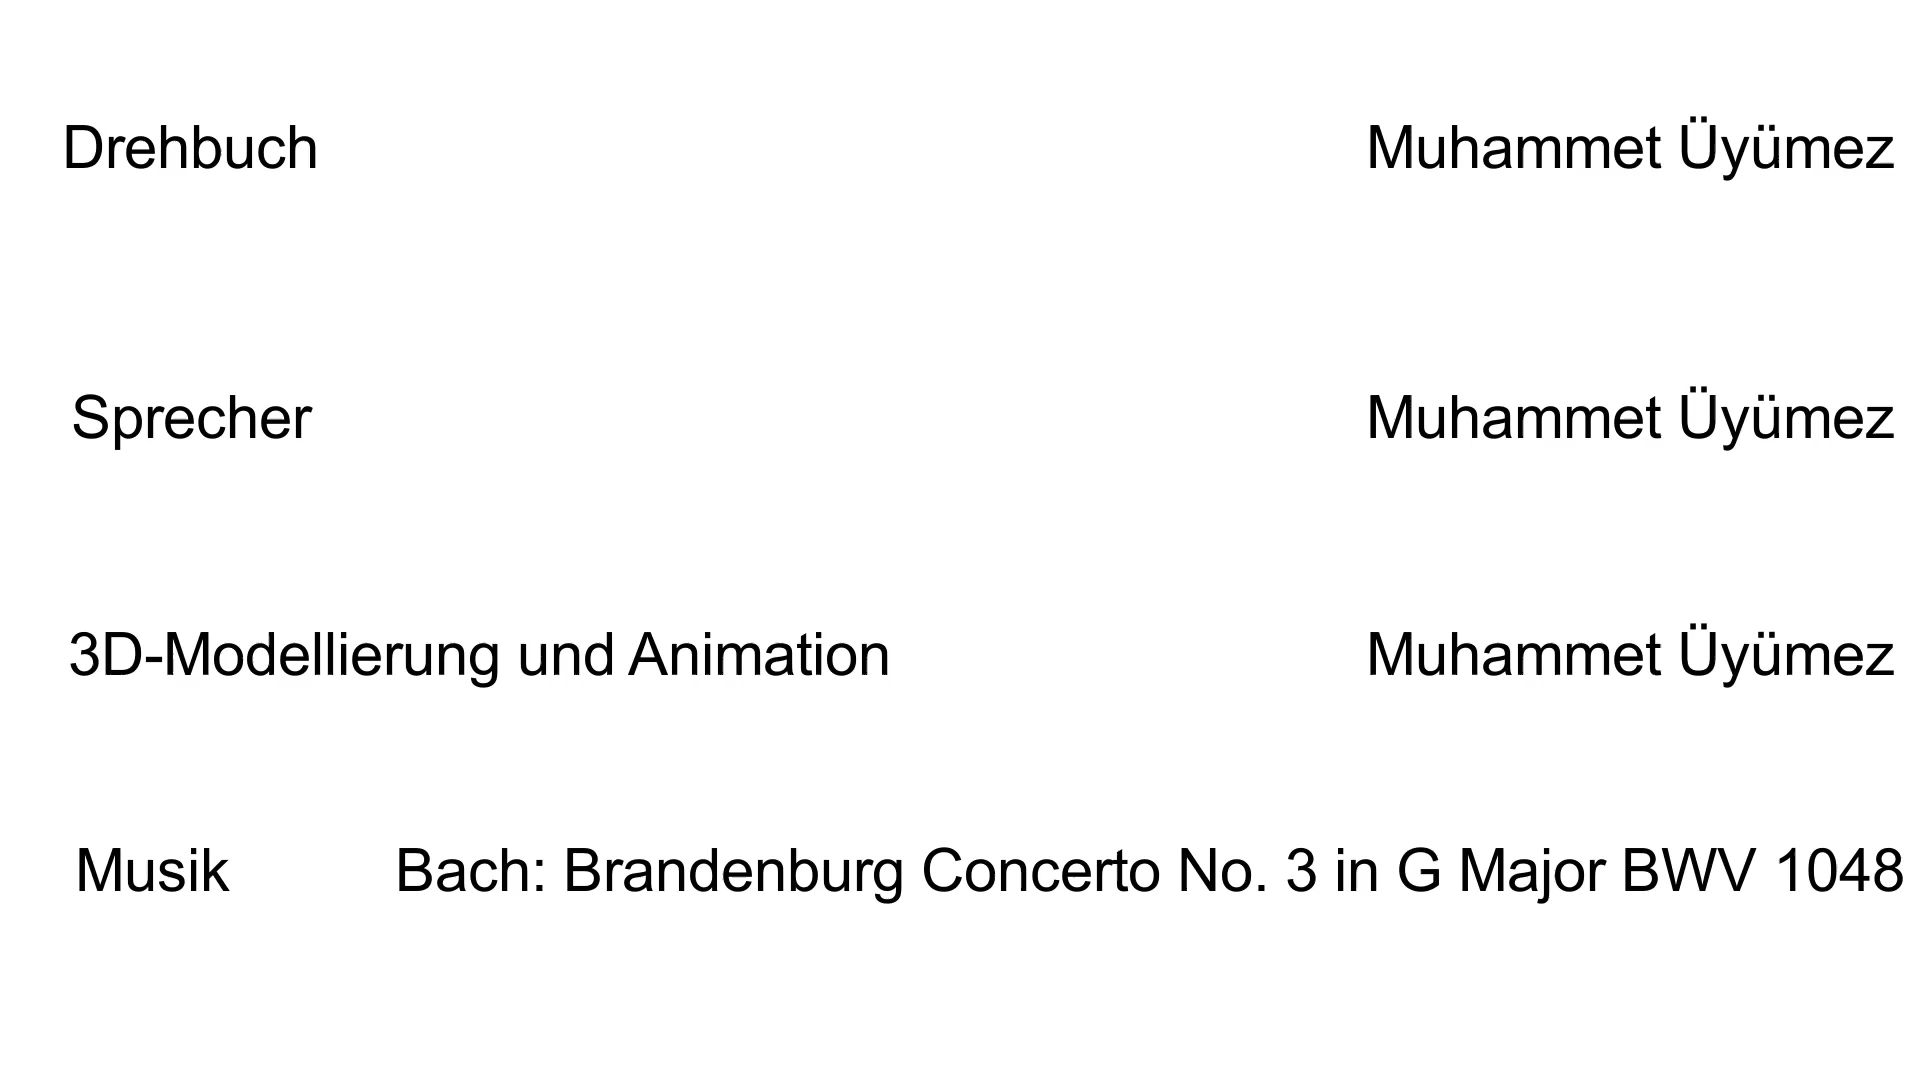 Drehbuch Muhammet Üyümez
Sprecher Muhammet Üyümez
3D-Modellierung und Animation Muhammet Üyümez
Musik Bach: Brandenburg Concerto No. 3 in G Major BWV 1048